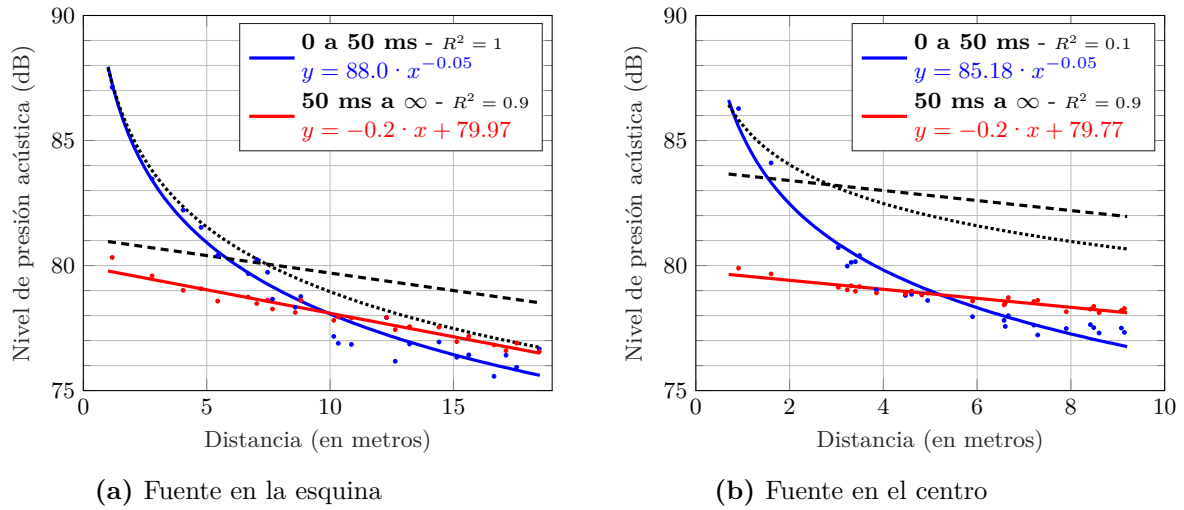 90
85
80
75
0
5
10
15
Nivel de presión acústica (dB)
Distancia (en metros)
0 a 50 ms - R² = 1
y = 88.0 · x^−0.05
50 ms a ∞ - R² = 0.9
y = −0.2 · x + 79.97
(a) Fuente en la esquina
90
85
80
75
0
2
4
6
8
10
Nivel de presión acústica (dB)
Distancia (en metros)
0 a 50 ms - R² = 0.1
y = 85.18 · x^−0.05
50 ms a ∞ - R² = 0.9
y = −0.2 · x + 79.77
(b) Fuente en el centro